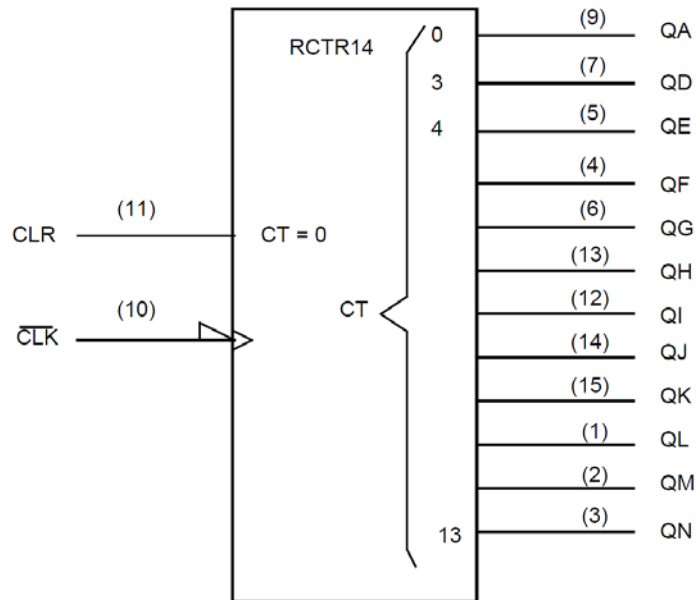 RCTR14
0 (9) QA
3 (7) QD
4 (5) QE
(4) QF
(6) QG
CLR (11) CT = 0
(13) QH
C̅L̅K̅ (10)
CT
(12) QI
(14) QJ
(15) QK
(1) QL
(2) QM
13 (3) QN